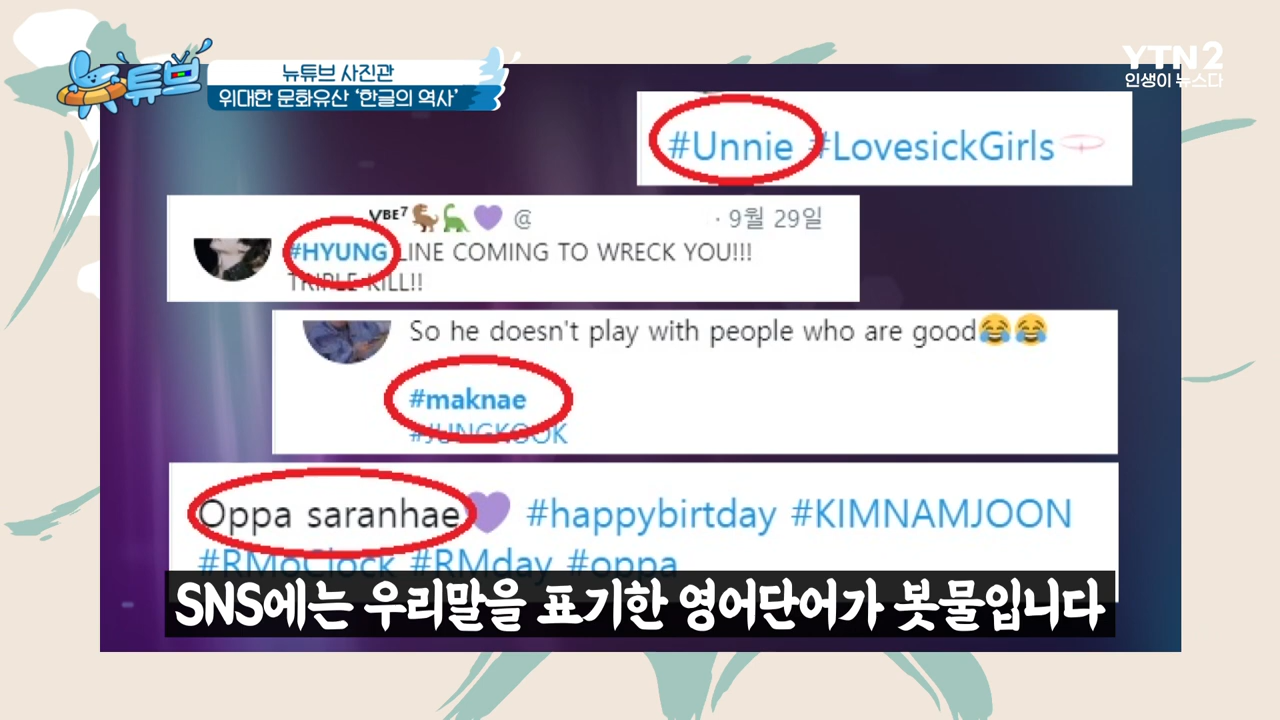 뉴튜브
뉴튜브 사진관
위대한 문화유산 '한글의 역사'
YTN2
인생이 뉴스다
#Unnie #LovesickGirls
VBE7🦖🦕💜 @ · 9월 29일
#HYUNG LINE COMING TO WRECK YOU!!!
TRIPLE KILL!!
So he doesn't play with people who are good😂😂
#maknae
#JUNGKOOK
Oppa saranhae💜 #happybirtday #KIMNAMJOON
#RMoClock #RMday #oppa
SNS에는 우리말을 표기한 영어단어가 봇물입니다